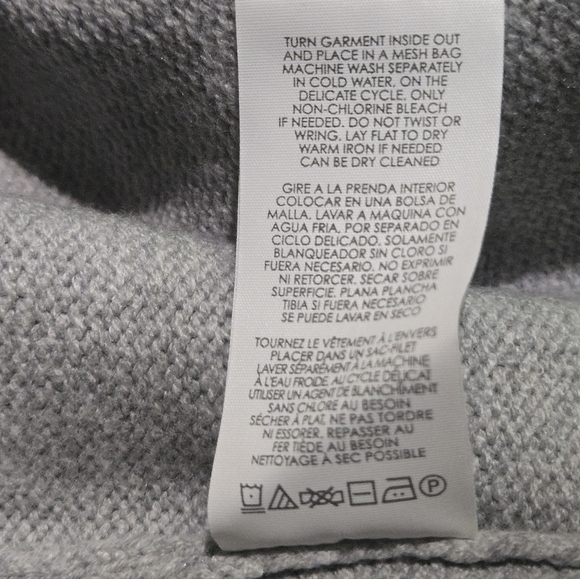 TURN GARMENT INSIDE OUT
AND PLACE IN A MESH BAG
MACHINE WASH SEPARATELY
IN COLD WATER, ON THE
DELICATE CYCLE, ONLY
NON-CHLORINE BLEACH
IF NEEDED. DO NOT TWIST OR
WRING, LAY FLAT TO DRY
WARM IRON IF NEEDED
CAN BE DRY CLEANED
GIRE A LA PRENDA INTERIOR
COLOCAR EN UNA BOLSA DE
MALLA. LAVAR A MAQUINA CON
AGUA FRIA, POR SEPARADO EN
CICLO DELICADO. SOLAMENTE
BLANQUEADOR SIN CLORO SI
FUERA NECESARIO. NO EXPRIMIR
NI RETORCER. SECAR SOBRE
SUPERFICIE. PLANA PLANCHA
TIBIA SI FUERA NECESARIO
SE PUEDE LAVAR EN SECO
TOURNEZ LE VÊTEMENT À L'ENVERS
PLACER DANS UN SAC-FILET
LAVER SÉPARÉMENT À LA MACHINE
À L'EAU FROIDE AU CYCLE DÉLICAT
UTILISER UN AGENT DE BLANCHIMENT
SANS CHLORE AU BESOIN
SÉCHER À PLAT, NE PAS TORDRE
NI ESSORER. REPASSER AU
FER TIÈDE AU BESOIN
NETTOYAGE À SEC POSSIBLE
P